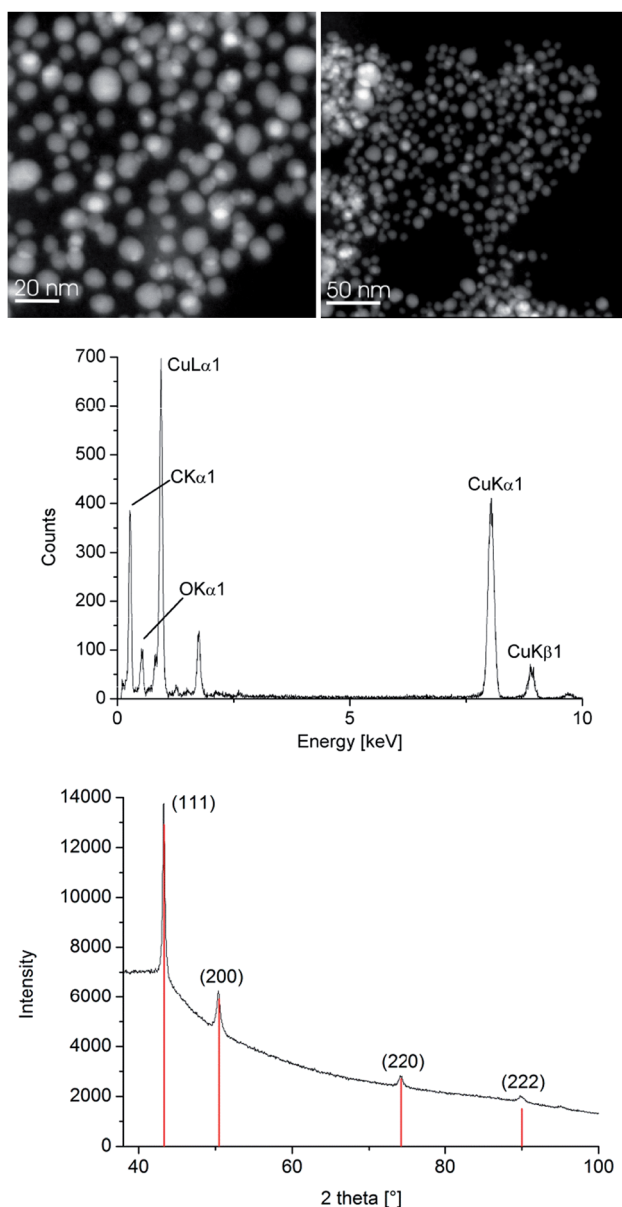 20 nm
50 nm
700
600
500
400
300
200
100
0
Counts
CuLα1
CKα1
OKα1
CuKα1
CuKβ1
0
5
10
Energy [keV]
14000
12000
10000
8000
6000
4000
2000
0
Intensity
(111)
(200)
(220)
(222)
40
60
80
100
2 theta [°]